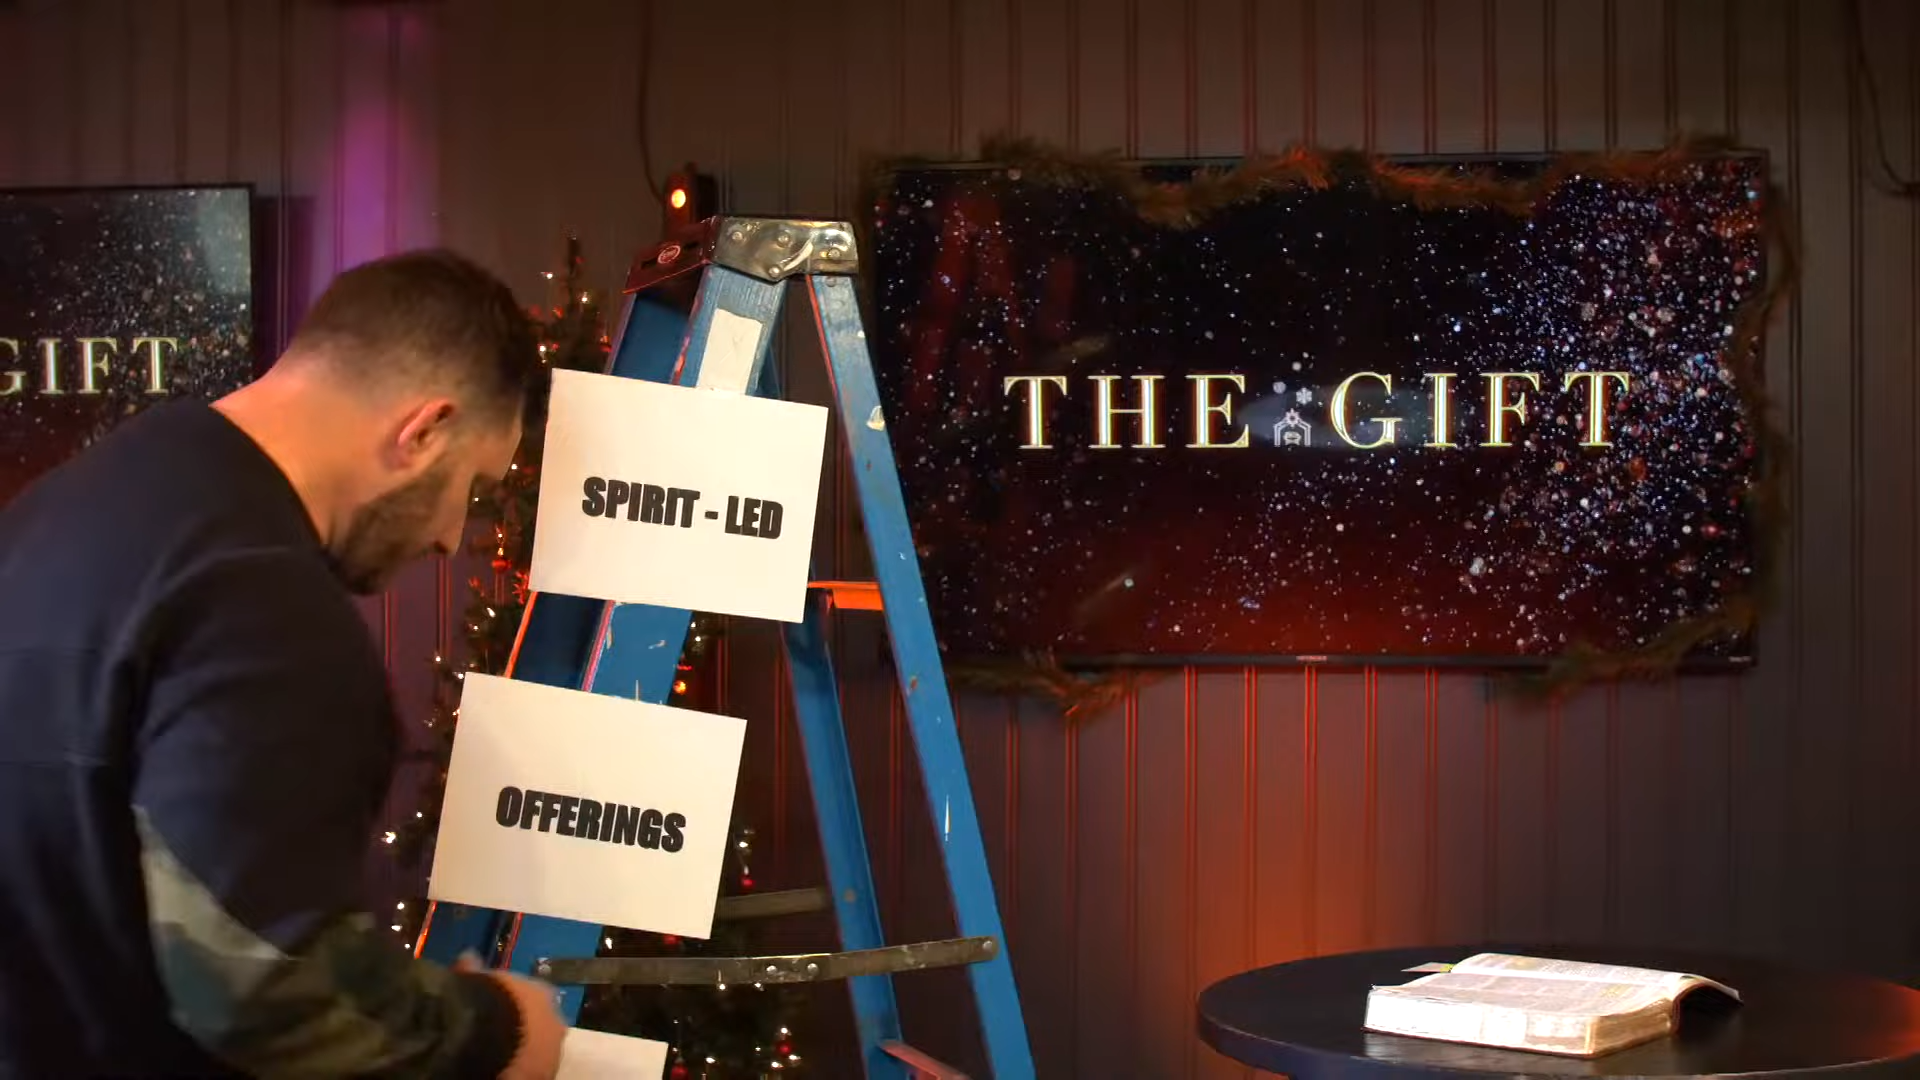 GIFT
SPIRIT - LED
OFFERINGS
THE GIFT